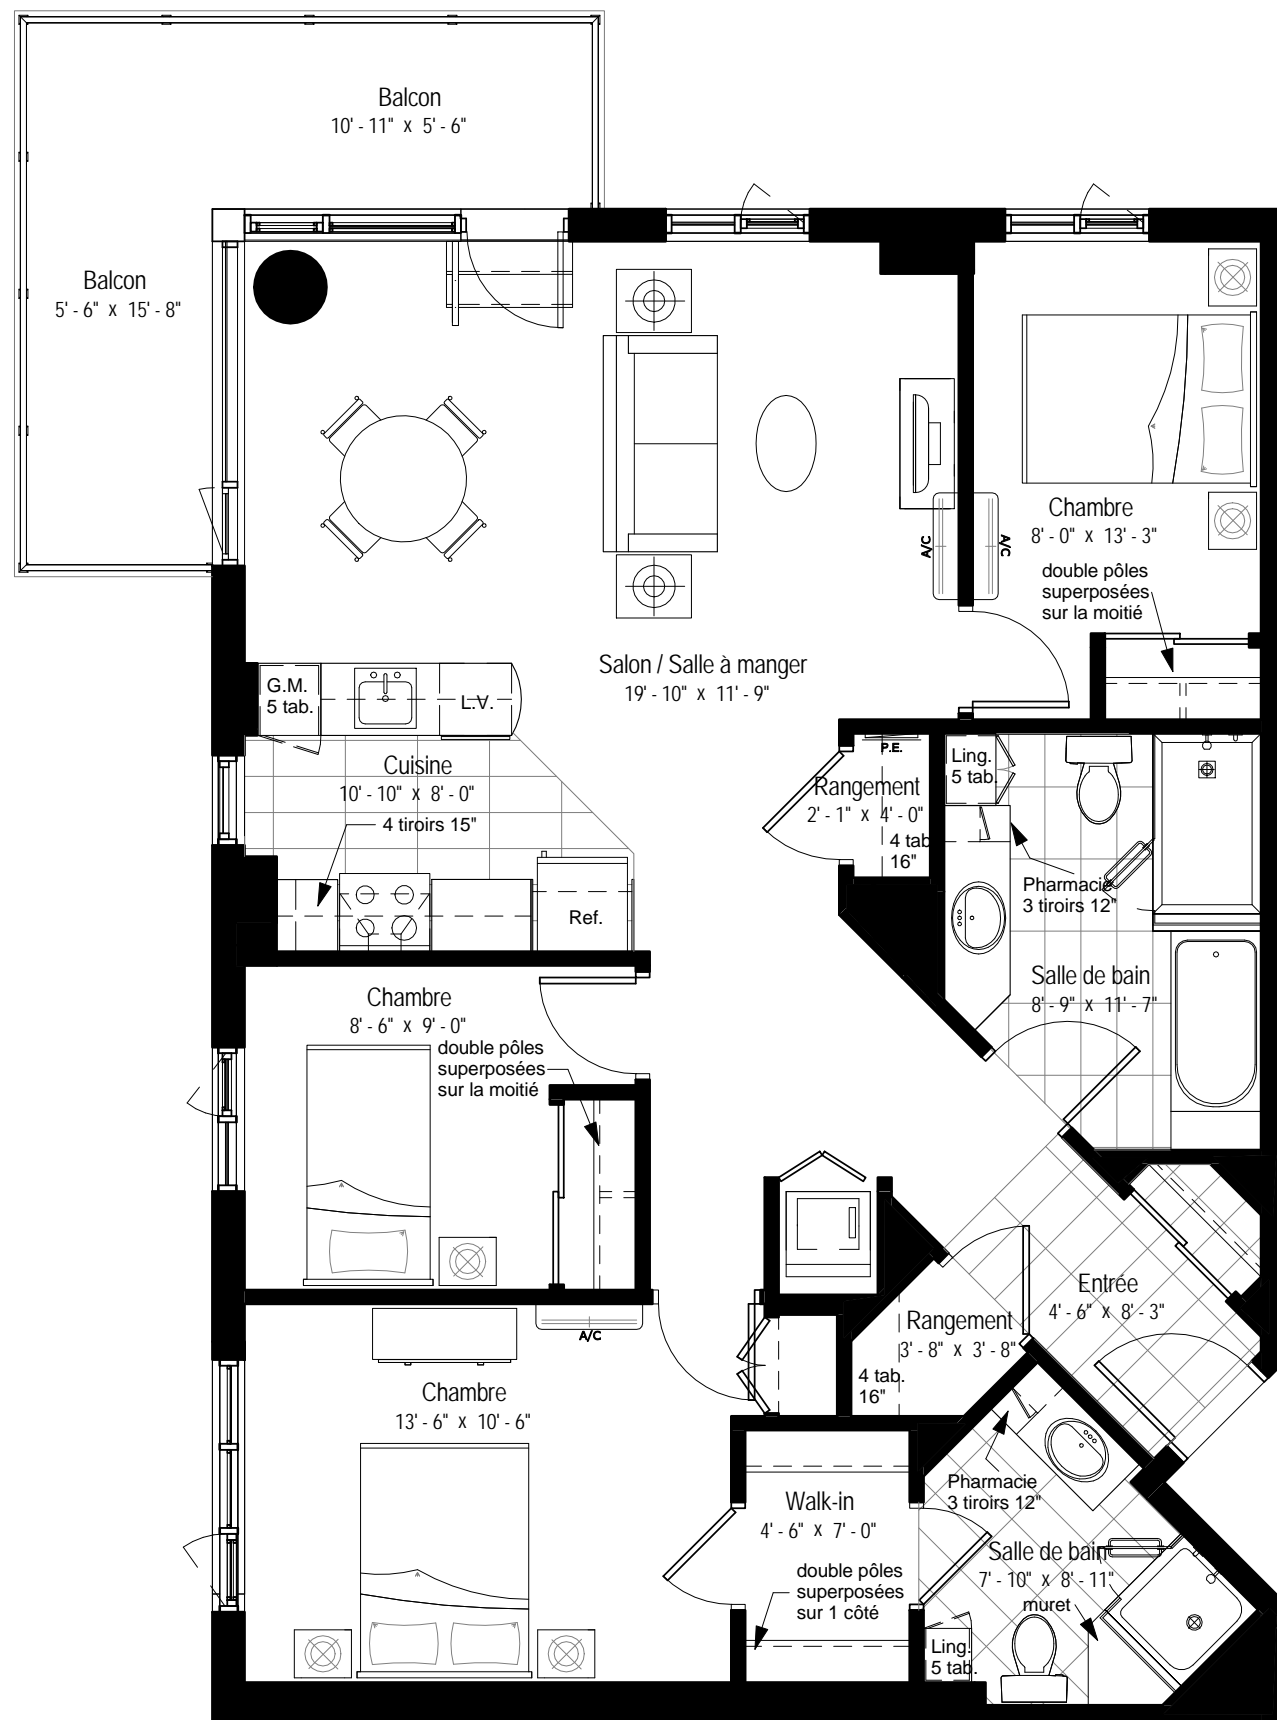 Balcon
10' - 11" x 5' - 6"
Balcon
5' - 6" x 15' - 8"
Chambre
8' - 0" x 13' - 3"
A/C
A/C
double pôles
superposées
sur la moitié
Salon / Salle à manger
19' - 10" x 11' - 9"
G.M.
5 tab.
L.V.
Cuisine
10' - 10" x 8' - 0"
4 tiroirs 15"
Ref.
P.E.
Rangement
2' - 1" x 4' - 0"
4 tab.
16"
Ling.
5 tab.
Pharmacie
3 tiroirs 12"
Salle de bain
8' - 9" x 11' - 7"
Chambre
8' - 6" x 9' - 0"
double pôles
superposées
sur la moitié
Entrée
4' - 6" x 8' - 3"
Rangement
3' - 8" x 3' - 8"
4 tab.
16"
A/C
Chambre
13' - 6" x 10' - 6"
Walk-in
4' - 6" x 7' - 0"
double pôles
superposées
sur 1 côté
Pharmacie
3 tiroirs 12"
Salle de bain
7' - 10" x 8' - 11"
muret
Ling.
5 tab.